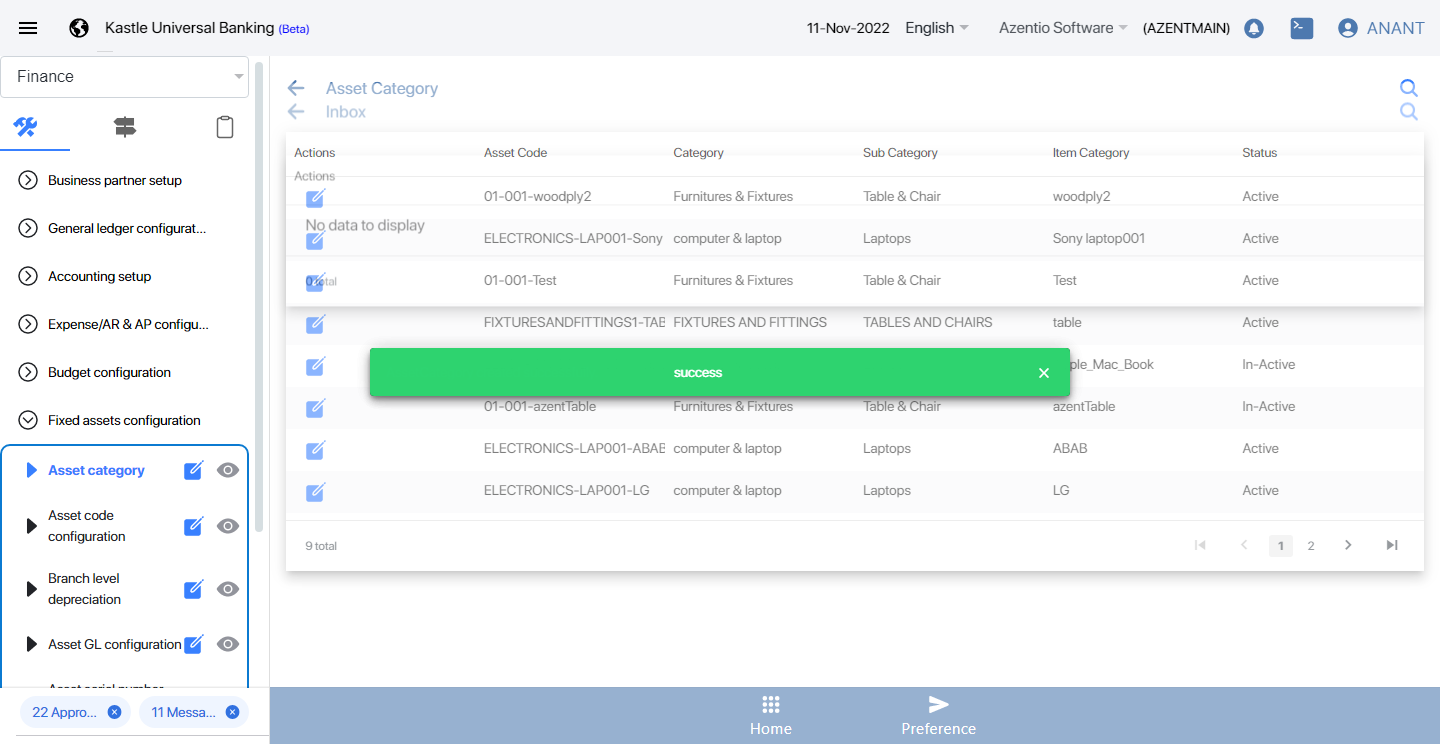 Kastle Universal Banking (Beta)
11-Nov-2022 English Azentio Software (AZENTMAIN) ANANT
Finance
Business partner setup
General ledger configurat...
Accounting setup
Expense/AR & AP configu...
Budget configuration
Fixed assets configuration
Asset category
Asset code
configuration
Branch level
depreciation
Asset GL configuration
22 Appro...
11 Messa...
Asset Category
Inbox
Actions Asset Code Category Sub Category Item Category Status
Actions
01-001-woodply2 Furnitures & Fixtures Table & Chair woodply2 Active
No data to display
ELECTRONICS-LAP001-Sony computer & laptop Laptops Sony laptop001 Active
0 total
01-001-Test Furnitures & Fixtures Table & Chair Test Active
FIXTURESANDFITTINGS1-TAB FIXTURES AND FITTINGS TABLES AND CHAIRS table Active
ple_Mac_Book In-Active
success
01-001-azentTable Furnitures & Fixtures Table & Chair azentTable In-Active
ELECTRONICS-LAP001-ABAB computer & laptop Laptops ABAB Active
ELECTRONICS-LAP001-LG computer & laptop Laptops LG Active
9 total 1 2
Home Preference